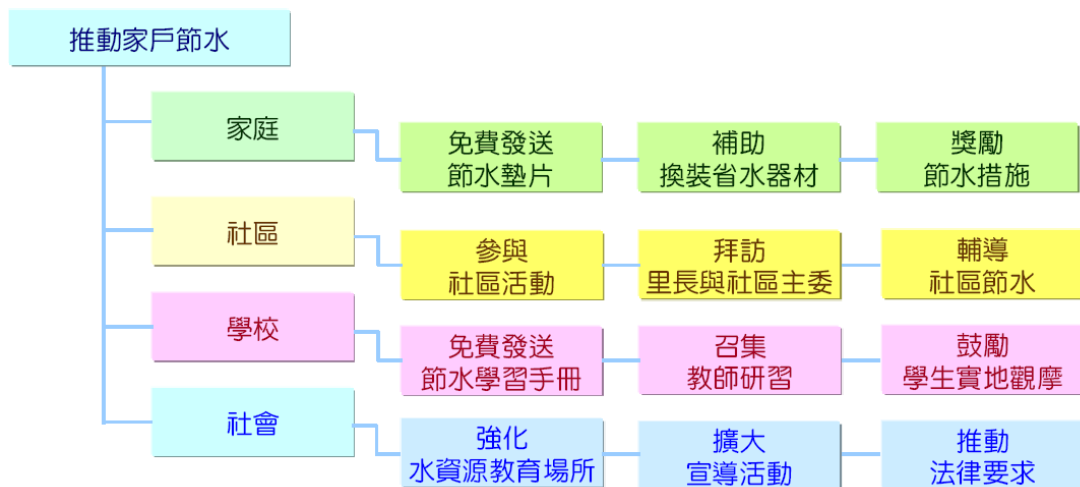 推動家戶節水
家庭
免費發送
節水墊片
補助
換裝省水器材
獎勵
節水措施
社區
參與
社區活動
拜訪
里長與社區主委
輔導
社區節水
學校
免費發送
節水學習手冊
召集
教師研習
鼓勵
學生實地觀摩
社會
強化
水資源教育場所
擴大
宣導活動
推動
法律要求